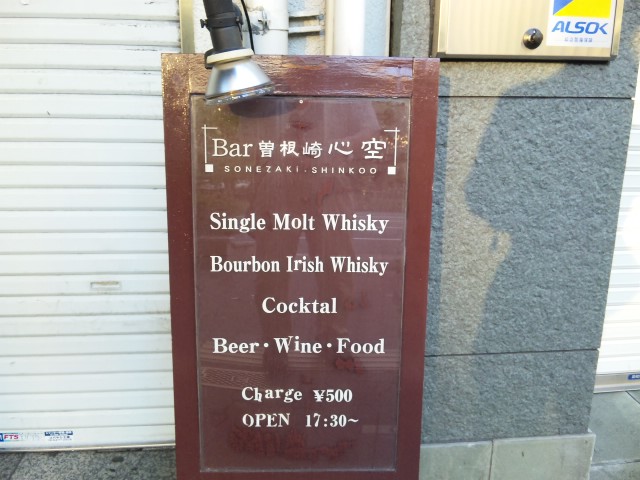 ALSOK
Bar 曽根崎心空
SONEZAKI.SHINKOO
Single Molt Whisky
Bourbon Irish Whisky
Cocktal
Beer・Wine・Food
Charge ¥500
OPEN 17:30~
FTS